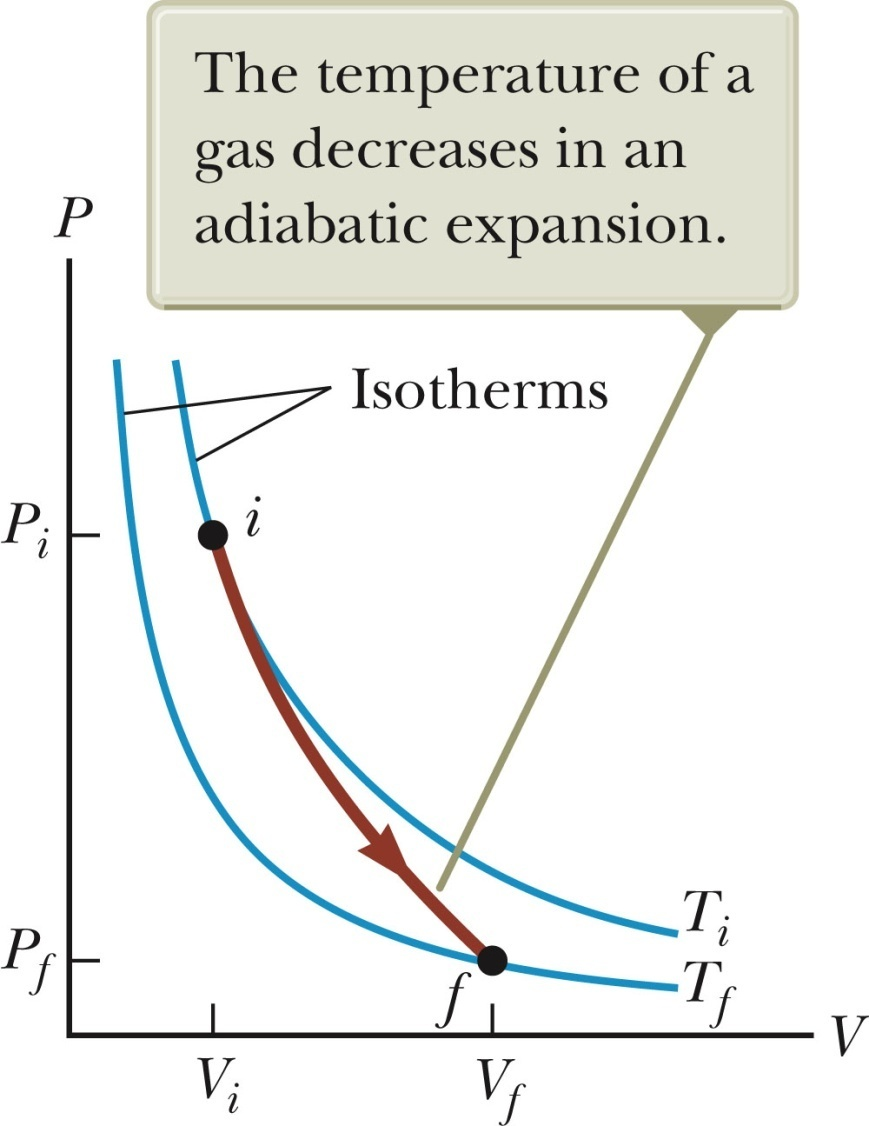 The temperature of a
gas decreases in an
adiabatic expansion.
P
Isotherms
P_i
i
T_i
P_f
T_f
f
V
V_i
V_f